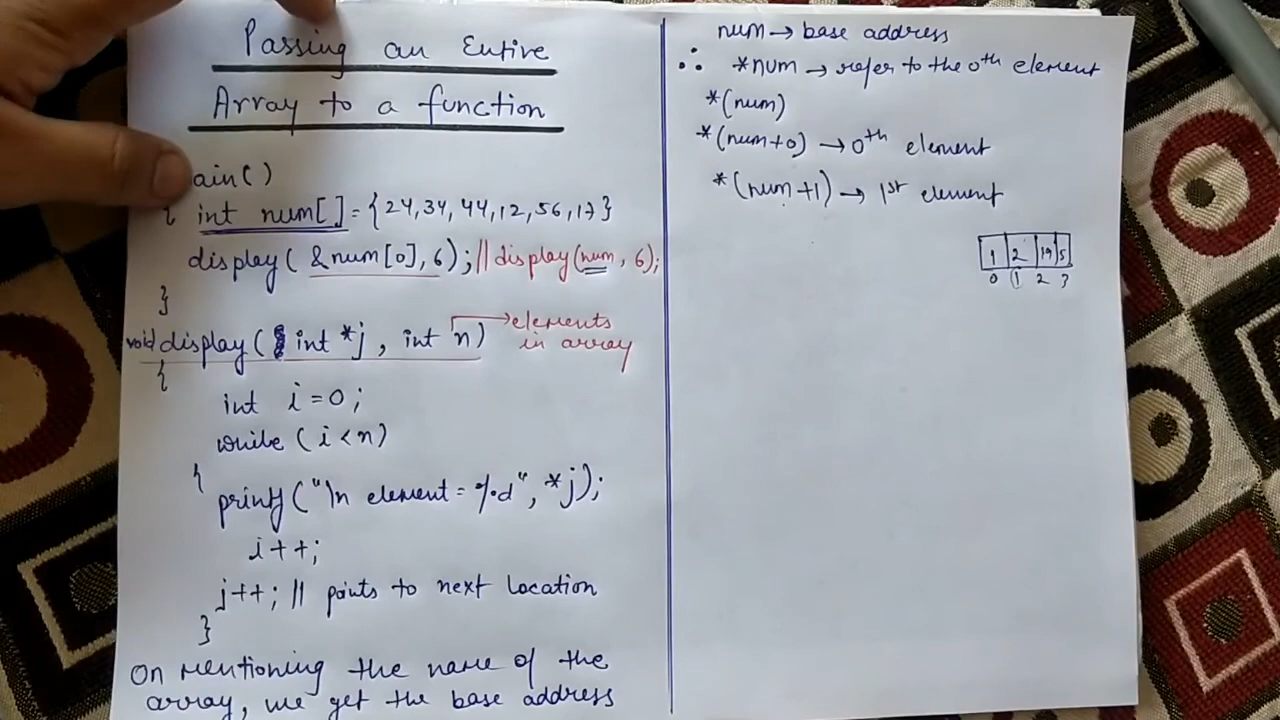 Passing an Entire
Array to a function
ain()
{ int num[] = {24,34,44,12,56,17}
display( &num[0], 6); // display(num, 6);
}
void display( int *j, int n) → elements
in array
{
int i=0;
while (i<n)
{ printf("\n element = %d", *j);
i++;
j++; // points to next location
}
On mentioning the name of the
array, we get the base address
num → base address
∴ *num → refer to the 0th element
*(num)
*(num+0) → 0th element
*(num+1) → 1st element
1 2 19 5
0 1 2 3